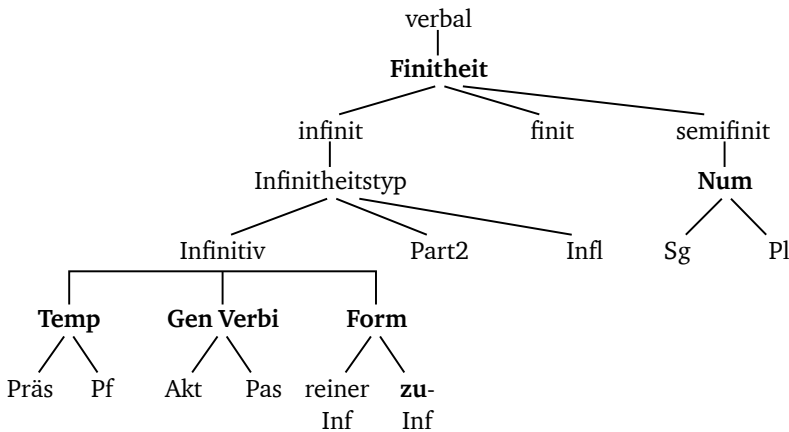 verbal
Finitheit
infinit finit semifinit
Infinitheitstyp Num
Infinitiv Part2 Infl Sg Pl
Temp Gen Verbi Form
Präs Pf Akt Pas reiner zu-
Inf Inf